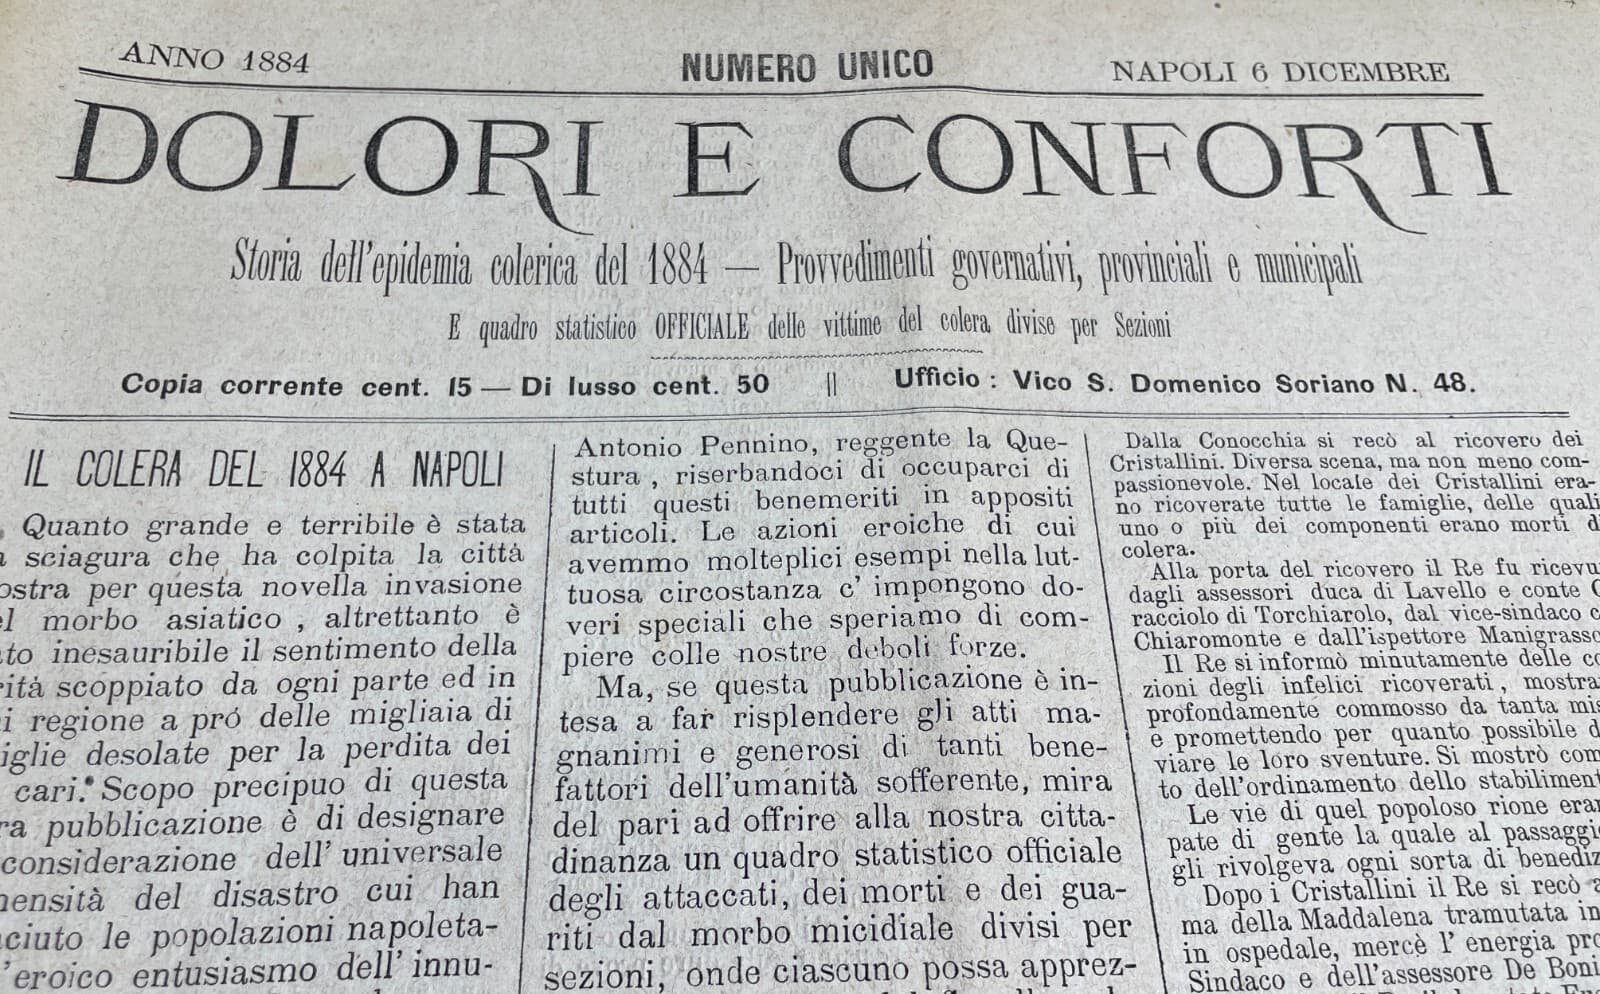 ANNO 1884
NUMERO UNICO
NAPOLI 6 DICEMBRE
DOLORI E CONFORTI
Storia dell'epidemia colerica del 1884 — Provvedimenti governativi, provinciali e municipali
E quadro statistico OFFICIALE delle vittime del colera divise per Sezioni
Copia corrente cent. 15 — Di lusso cent. 50 || Ufficio : Vico S. Domenico Soriano N. 48.
IL COLERA DEL 1884 A NAPOLI
Quanto grande e terribile è stata
sciagura che ha colpita la città
ostra per questa novella invasione
el morbo asiatico , altrettanto è
to inesauribile il sentimento della
rità scoppiato da ogni parte ed in
i regione a pró delle migliaia di
iglie desolate per la perdita dei
cari. Scopo precipuo di questa
ra pubblicazione è di designare
considerazione dell' universale
mensità del disastro cui han
ciuto le popolazioni napoleta-
l'eroico entusiasmo dell' innu-
Antonio Pennino, reggente la Que-
stura , riserbandoci di occuparci di
tutti questi benemeriti in appositi
articoli. Le azioni eroiche di cui
avemmo molteplici esempi nella lut-
tuosa circostanza c' impongono do-
veri speciali che speriamo di com-
piere colle nostre deboli forze.
Ma, se questa pubblicazione è in-
tesa a far risplendere gli atti ma-
gnanimi e generosi di tanti bene-
fattori dell'umánità sofferente, mira
del pari ad offrire alla nostra citta-
dinanza un quadro statistico officiale
degli attaccati, dei morti e dei gua-
riti dal morbo micidiale divisi per
sezioni, onde ciascuno possa apprez-
Dalla Conocchia si recò al ricovero dei
Cristallini. Diversa scena, ma non meno com-
passionevole. Nel locale dei Cristallini era-
no ricoverate tutte le famiglie, delle quali
uno o più dei componenti erano morti d
colera.
Alla porta del ricovero il Re fu ricevu
dagli assessori duca di Lavello e conte C
racciolo di Torchiarolo, dal vice-sindaco c
Chiaromonte e dall'ispettore Manigrasso
Il Re si informò minutamente delle co
zioni degli infelici ricoverati , mostra
profondamente commosso da tanta mis
e promettendo per quanto possibile d
viare le loro sventure. Si mostrò com
to dell'ordinamento dello stabiliment
Le vie di quel popoloso rione eran
pate di gente la quale al passaggi
gli rivolgeva ogni sorta di benediz
Dopo i Cristallini il Re si recò a
ma della Maddalena tramutata in
in ospedale, mercè l' energia pro
Sindaco e dell'assessore De Boni